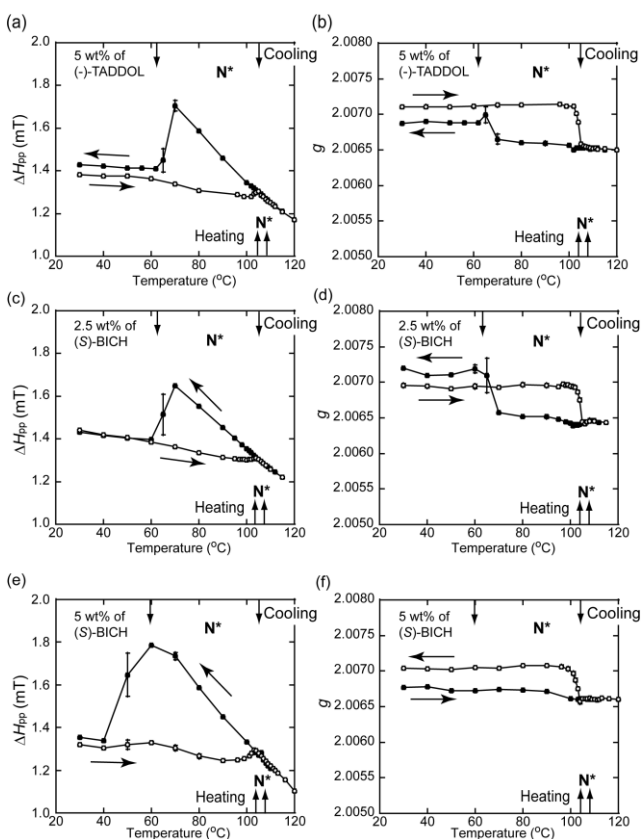 (a)
5 wt% of
(-)-TADDOL
N*
Cooling
ΔHpp (mT)
2.0
1.8
1.6
1.4
1.2
1.0
Heating
N*
20 40 60 80 100 120
Temperature (oC)
(b)
5 wt% of
(-)-TADDOL
N*
Cooling
g
2.0080
2.0075
2.0070
2.0065
2.0060
2.0055
2.0050
Heating
N*
20 40 60 80 100 120
Temperature (oC)
(c)
2.5 wt% of
(S)-BICH
N*
Cooling
ΔHpp (mT)
2.0
1.8
1.6
1.4
1.2
1.0
Heating
N*
20 40 60 80 100 120
Temperature (oC)
(d)
2.5 wt% of
(S)-BICH
N*
Cooling
g
2.0080
2.0075
2.0070
2.0065
2.0060
2.0055
2.0050
Heating
N*
20 40 60 80 100 120
Temperature (oC)
(e)
5 wt% of
(S)-BICH
N*
Cooling
ΔHpp (mT)
2.0
1.8
1.6
1.4
1.2
1.0
Heating
N*
20 40 60 80 100 120
Temperature (oC)
(f)
5 wt% of
(S)-BICH
N*
Cooling
g
2.0080
2.0075
2.0070
2.0065
2.0060
2.0055
2.0050
Heating
N*
20 40 60 80 100 120
Temperature (oC)